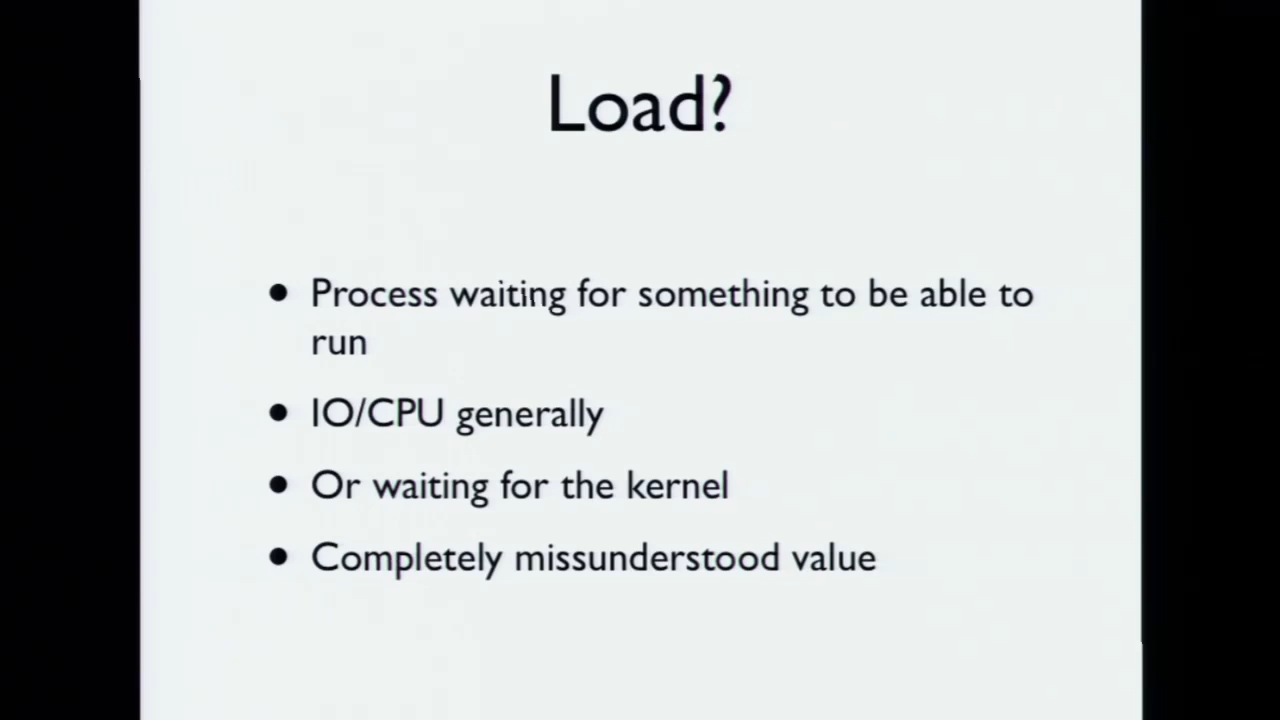 Load?
• Process waiting for something to be able to
run
• IO/CPU generally
• Or waiting for the kernel
• Completely missunderstood value